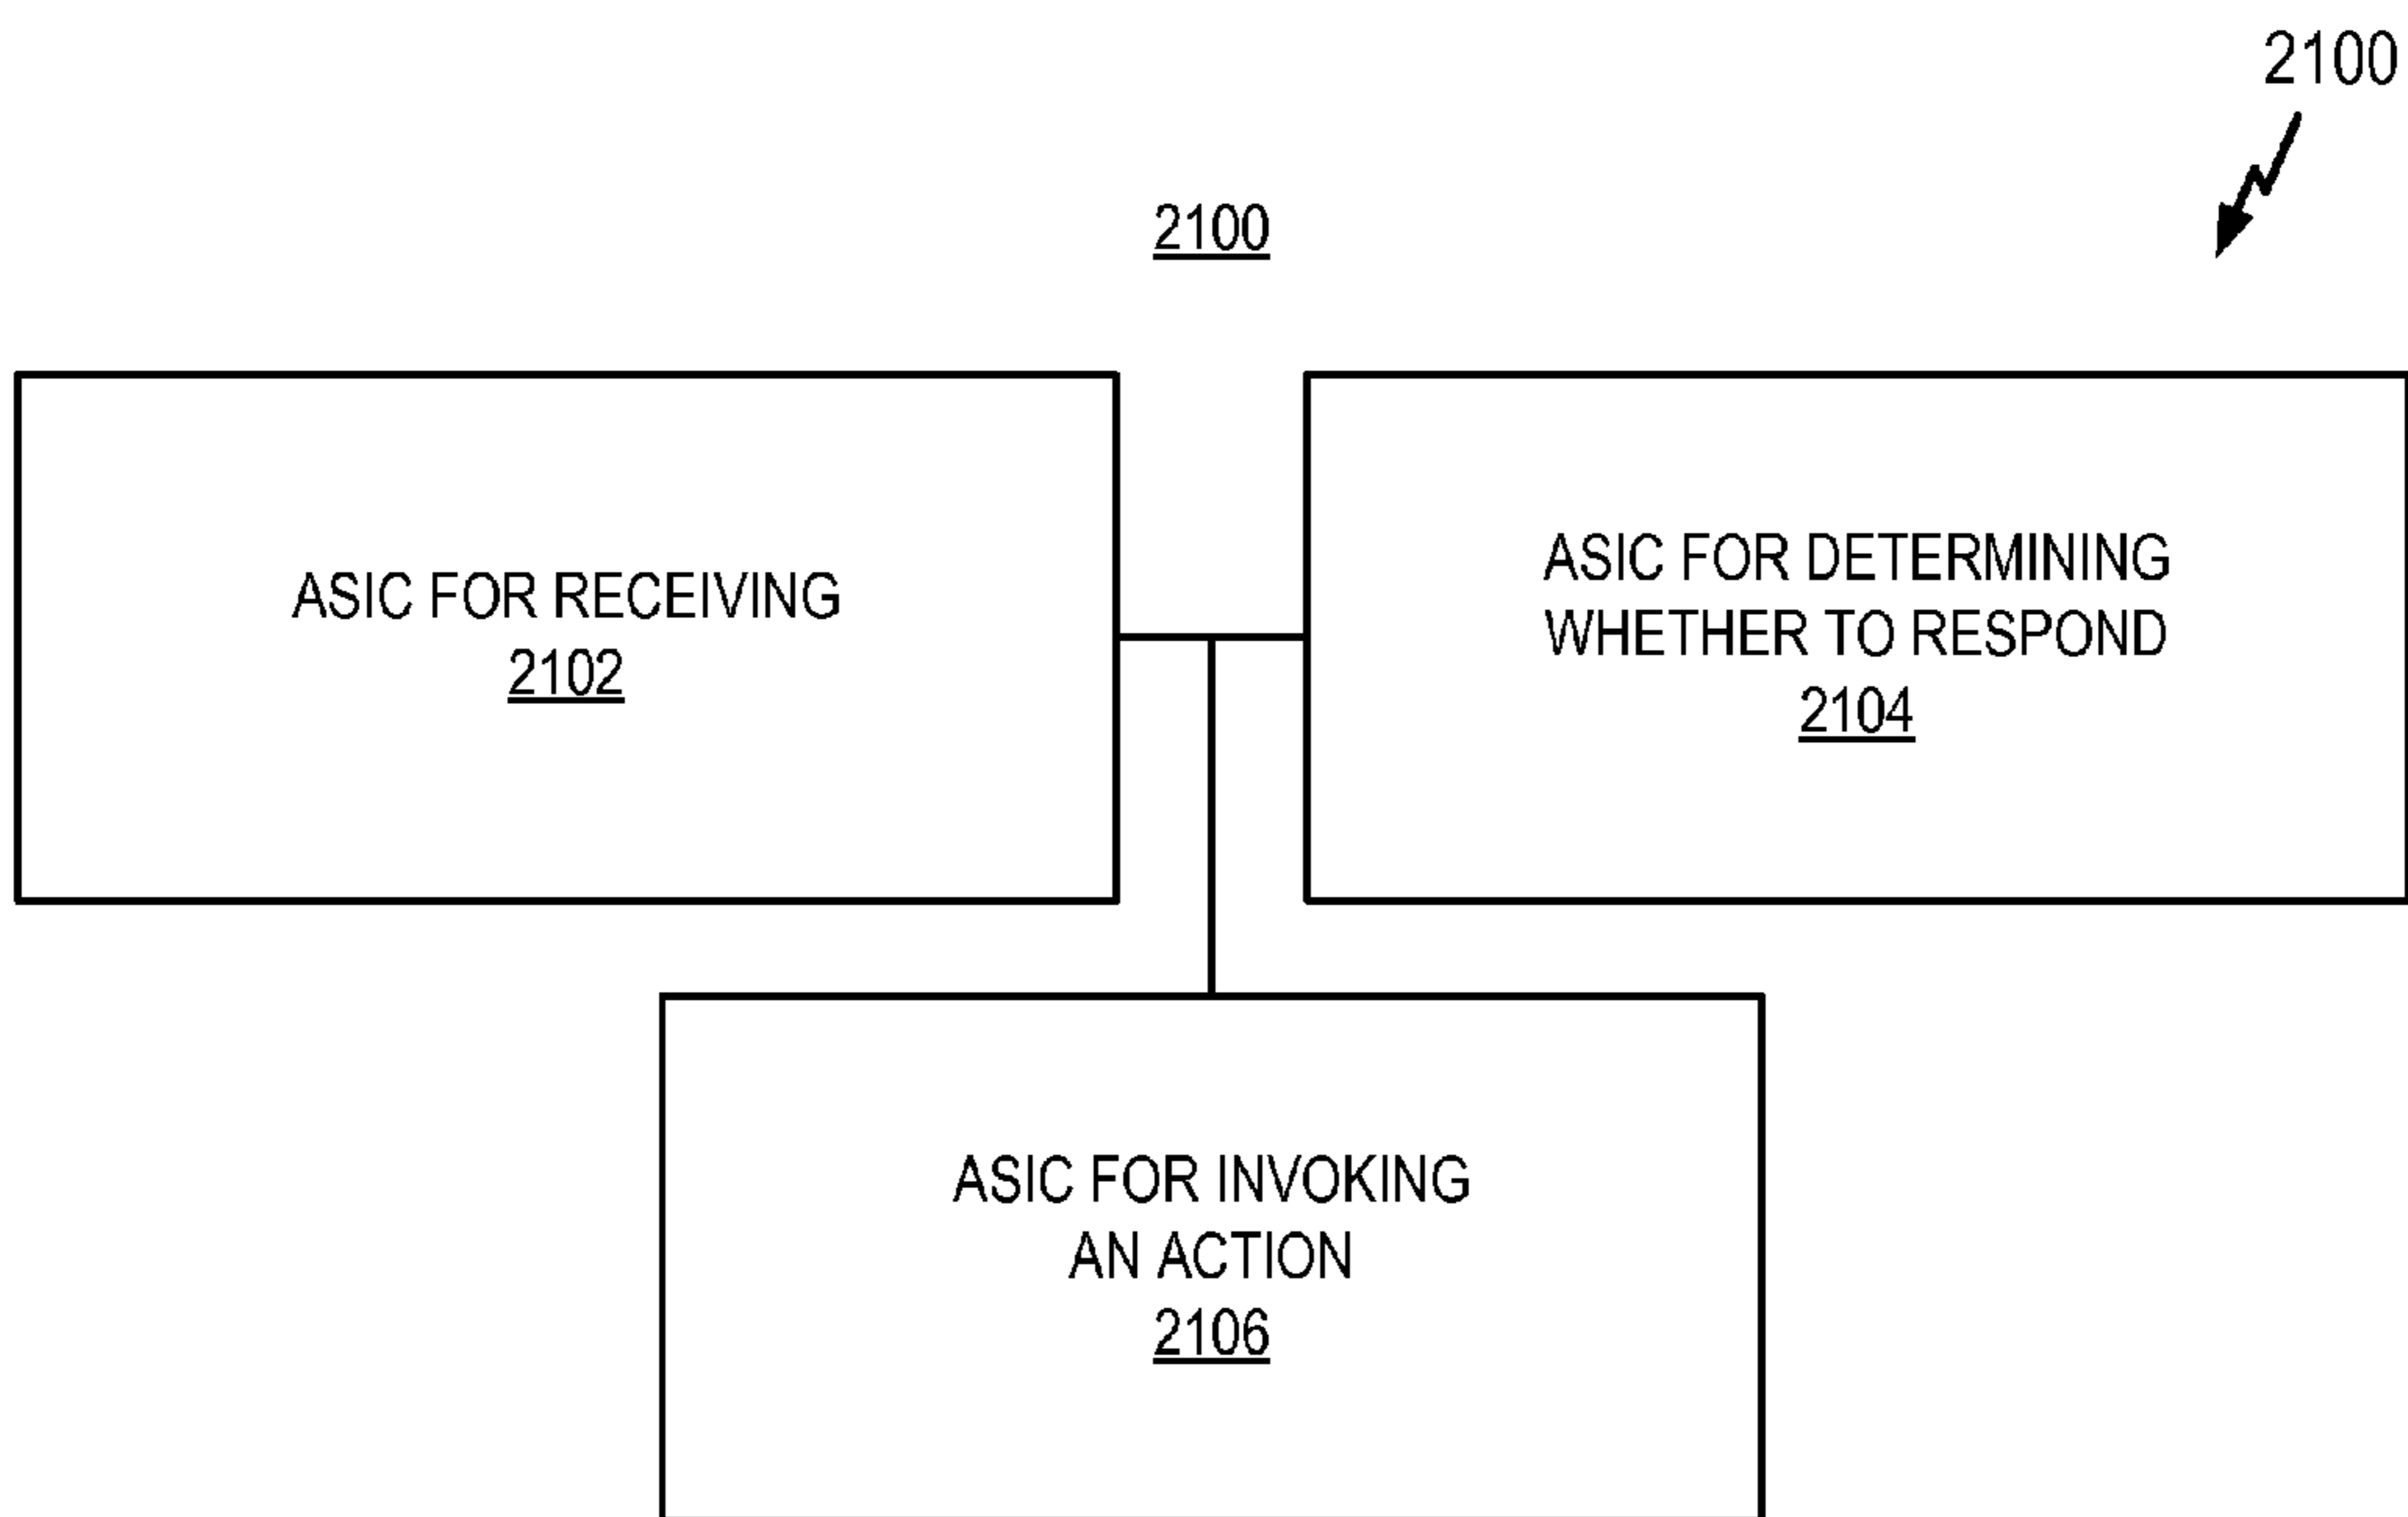 2100
2100
ASIC FOR RECEIVING
2102
ASIC FOR DETERMINING
WHETHER TO RESPOND
2104
ASIC FOR INVOKING
AN ACTION
2106